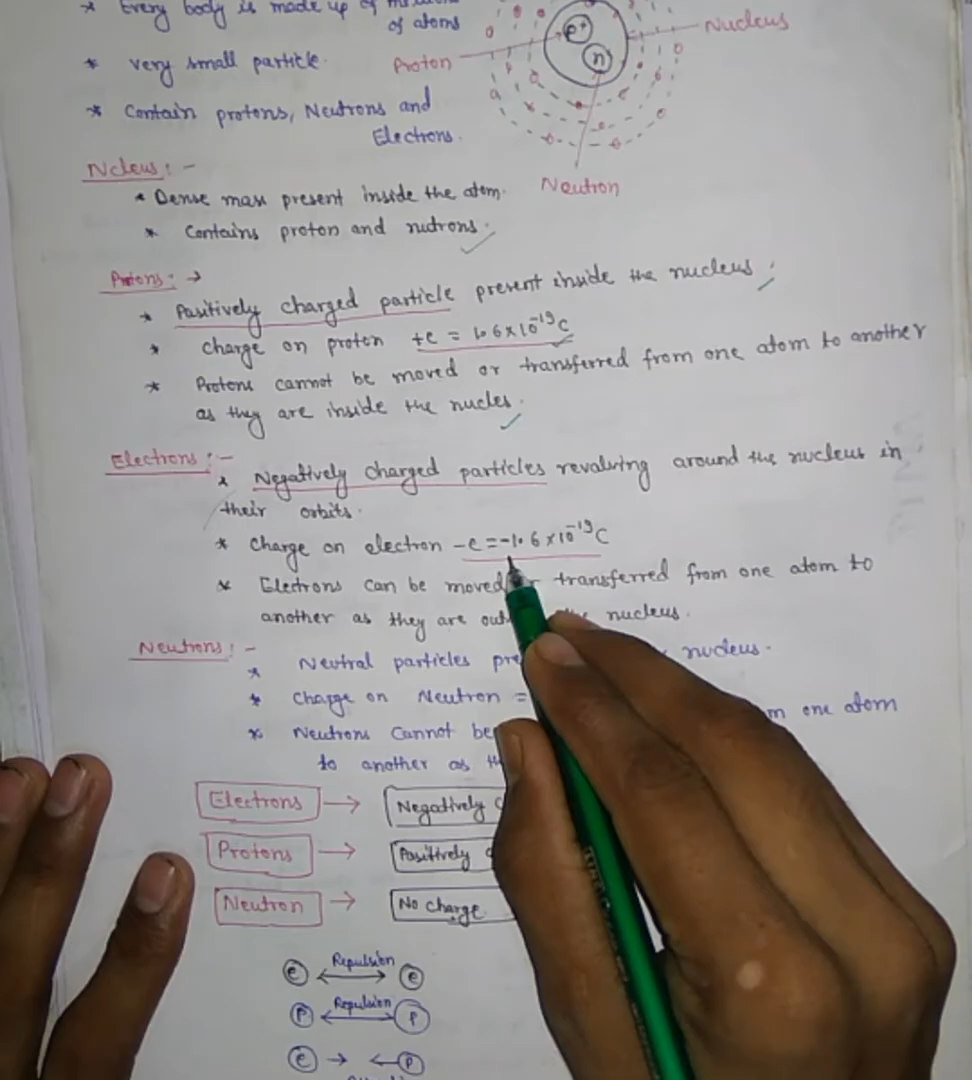 * Every body is made up of
of atoms
* very small particle.
* Contain protons, Neutrons and
Electrons.
Proton
P+
n
Nucleus
Neutron
Ncleus:-
* Dense mass present inside the atom.
* Contains proton and nutrons.
Protons:→
* Positively charged particle present inside the nucleus.
* charge on proton +e = 1.6×10⁻¹⁹C
* Protons cannot be moved or transferred from one atom to another
as they are inside the nucles.
Electrons:-
* Negatively charged particles revolving around the nucleus in
their orbits.
* Charge on electron -e=-1.6×10⁻¹⁹C
* Electrons can be moved transferred from one atom to
another as they are out nucleus.
Neutrons:-
* Neutral particles pre nucleus.
* Charge on Neutron =
* Neutrons Cannot be m one atom
to another as th
Electrons → Negatively c
Protons → Positively c
Neutron → No charge.
e Repulsion e
P Repulsion P
e → ← P